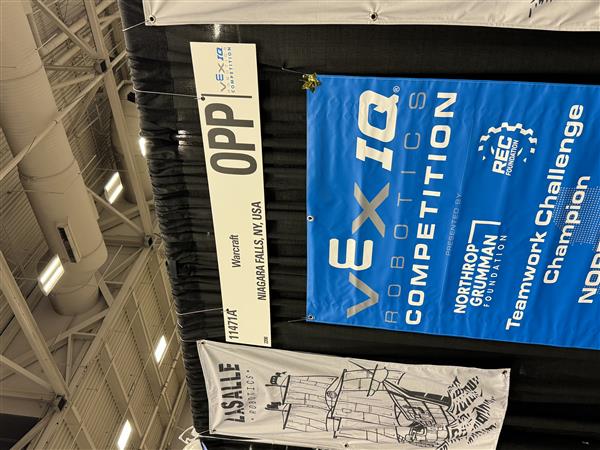 11471A
Warcraft
NIAGARA FALLS, NY, USA
OPP
VEX IQ
ROBOTICS
COMPETITION
VEX IQ®
ROBOTICS
COMPETITION
PRESENTED BY
NORTHROP
GRUMMAN
FOUNDATION
REC
FOUNDATION
Teamwork Challenge
Champion
LASALLE
ROBOTICS